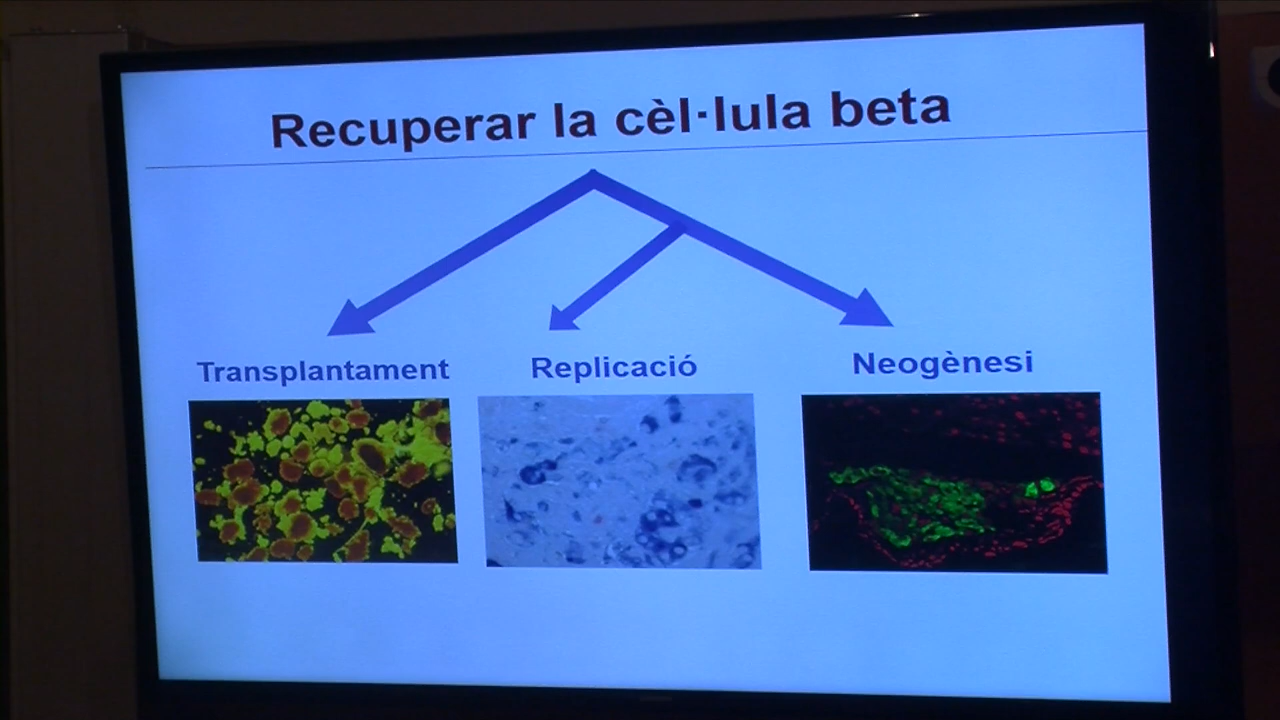 Recuperar la cèl·lula beta
Transplantament
Replicació
Neogènesi